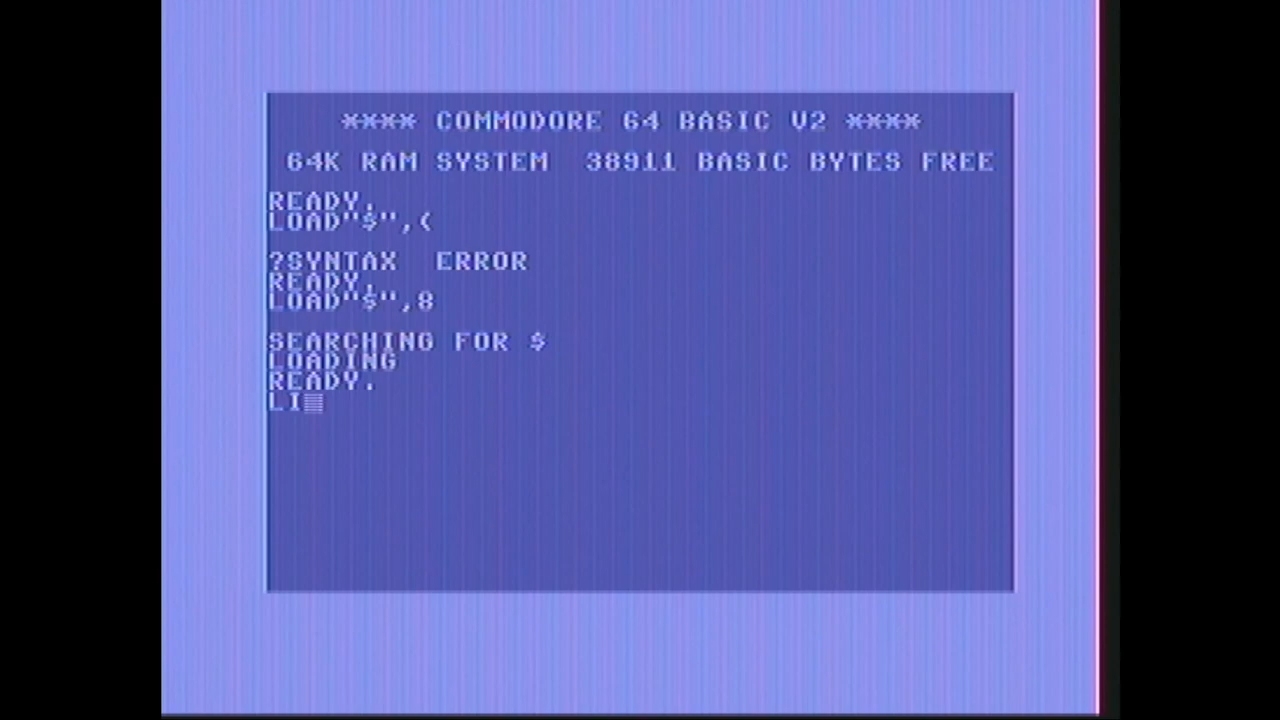 **** COMMODORE 64 BASIC V2 ****
64K RAM SYSTEM  38911 BASIC BYTES FREE
READY.
LOAD"$",(
?SYNTAX  ERROR
READY.
LOAD"$",8
SEARCHING FOR $
LOADING
READY.
LI